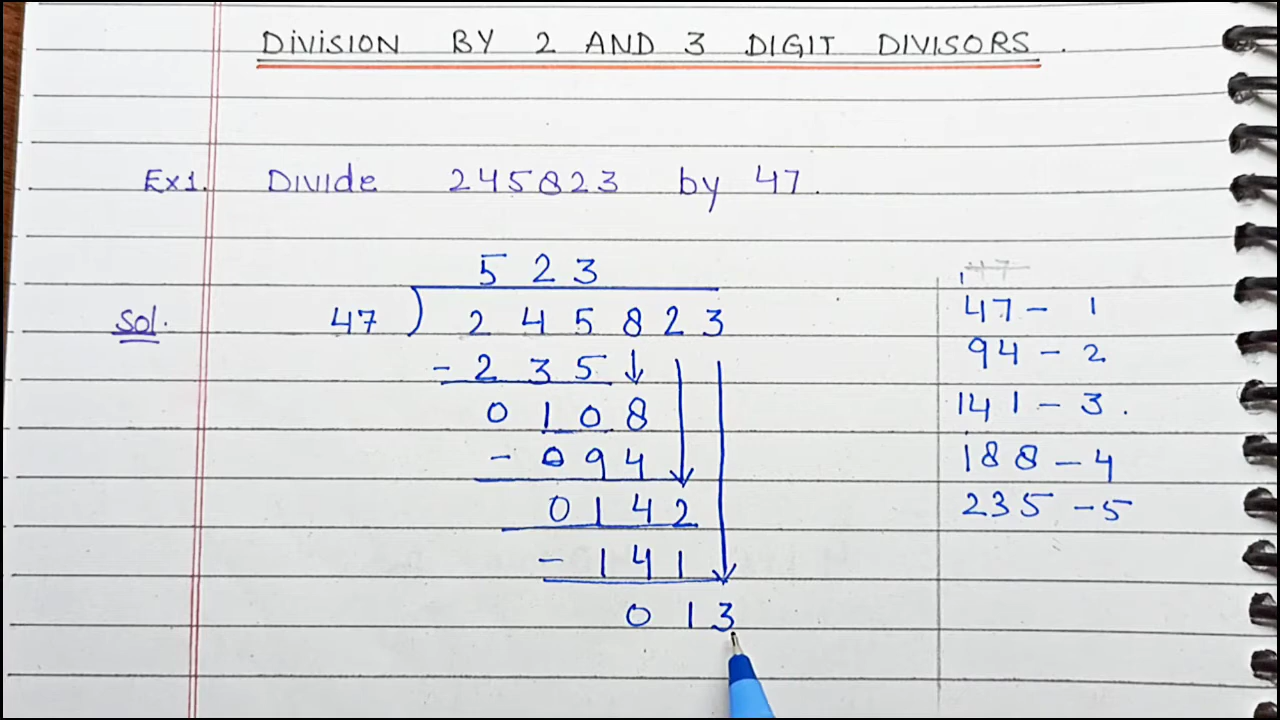 DIVISION BY 2 AND 3 DIGIT DIVISORS.
Ex1. Divide 245823 by 47.
5 2 3
Sol. 47 ) 2 4 5 8 2 3
- 2 3 5 ↓
0 1 0 8
- 0 9 4
0 1 4 2
- 1 4 1
0 1 3
1 47
47 - 1
94 - 2
141 - 3.
188 - 4
235 - 5